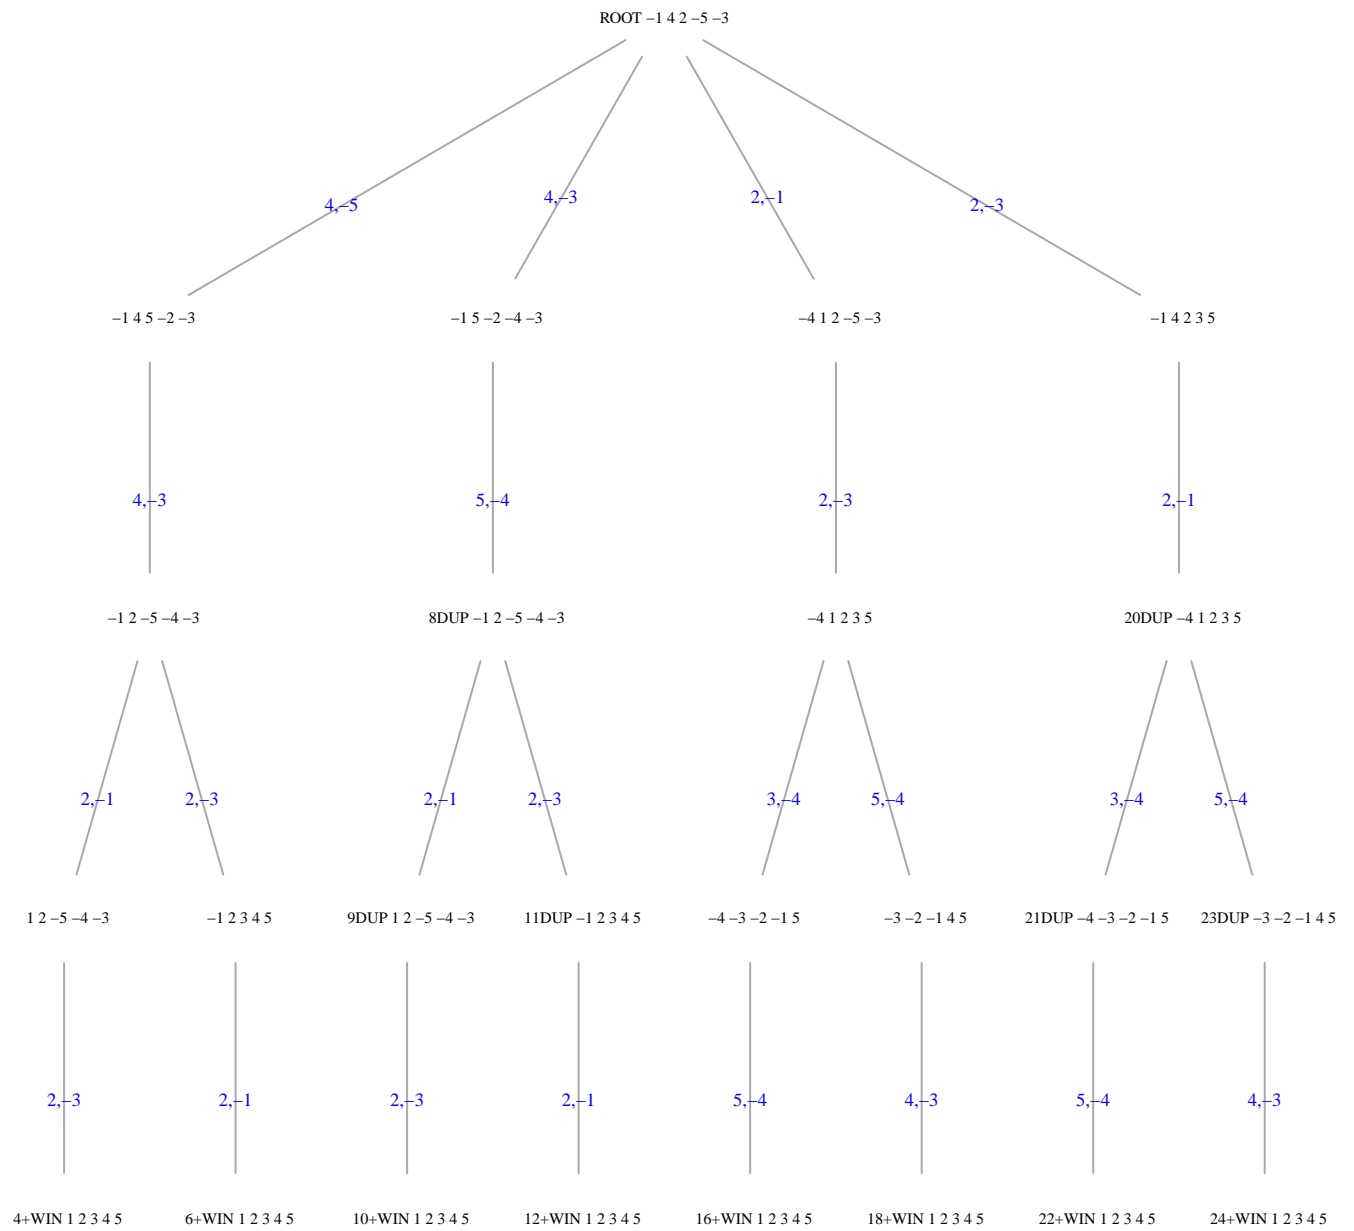 ROOT −1 4 2 −5 −3
4,−5 4,−3 2,−1 2,−3
−1 4 5 −2 −3 −1 5 −2 −4 −3 −4 1 2 −5 −3 −1 4 2 3 5
4,−3 5,−4 2,−3 2,−1
−1 2 −5 −4 −3 8DUP −1 2 −5 −4 −3 −4 1 2 3 5 20DUP −4 1 2 3 5
2,−1 2,−3 2,−1 2,−3 3,−4 5,−4 3,−4 5,−4
1 2 −5 −4 −3 −1 2 3 4 5 9DUP 1 2 −5 −4 −3 11DUP −1 2 3 4 5 −4 −3 −2 −1 5 −3 −2 −1 4 5 21DUP −4 −3 −2 −1 5 23DUP −3 −2 −1 4 5
2,−3 2,−1 2,−3 2,−1 5,−4 4,−3 5,−4 4,−3
4+WIN 1 2 3 4 5 6+WIN 1 2 3 4 5 10+WIN 1 2 3 4 5 12+WIN 1 2 3 4 5 16+WIN 1 2 3 4 5 18+WIN 1 2 3 4 5 22+WIN 1 2 3 4 5 24+WIN 1 2 3 4 5